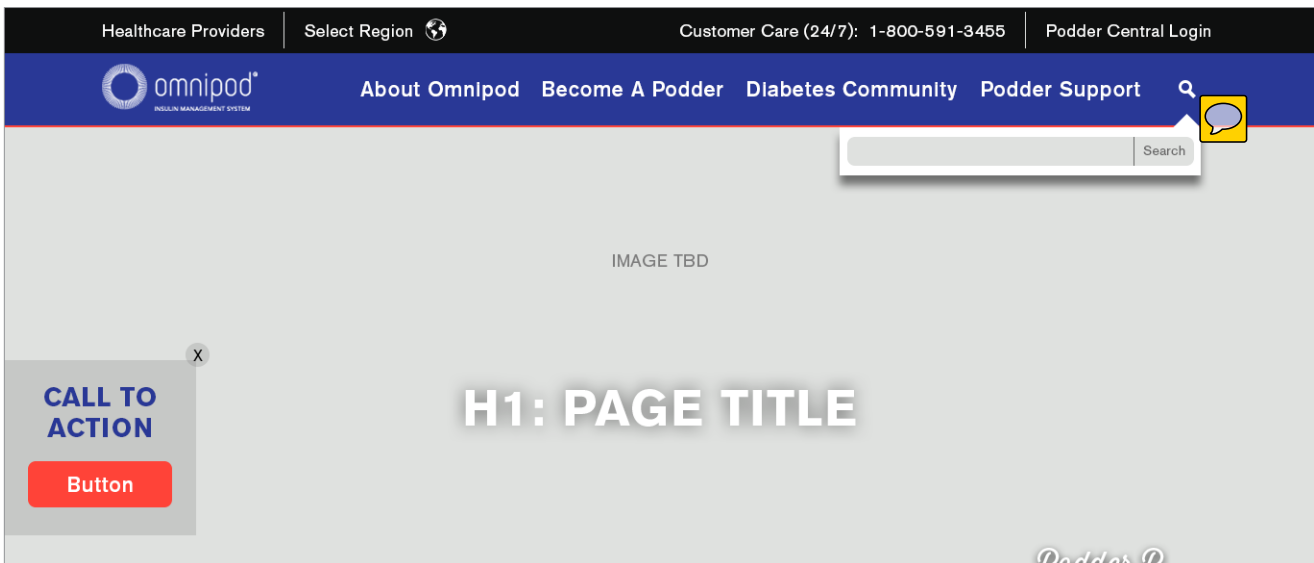 Healthcare Providers
Select Region
Customer Care (24/7): 1-800-591-3455
Podder Central Login
omnipod®
INSULIN MANAGEMENT SYSTEM
About Omnipod
Become A Podder
Diabetes Community
Podder Support
Search
IMAGE TBD
X
CALL TO
ACTION
Button
H1: PAGE TITLE
Podder D